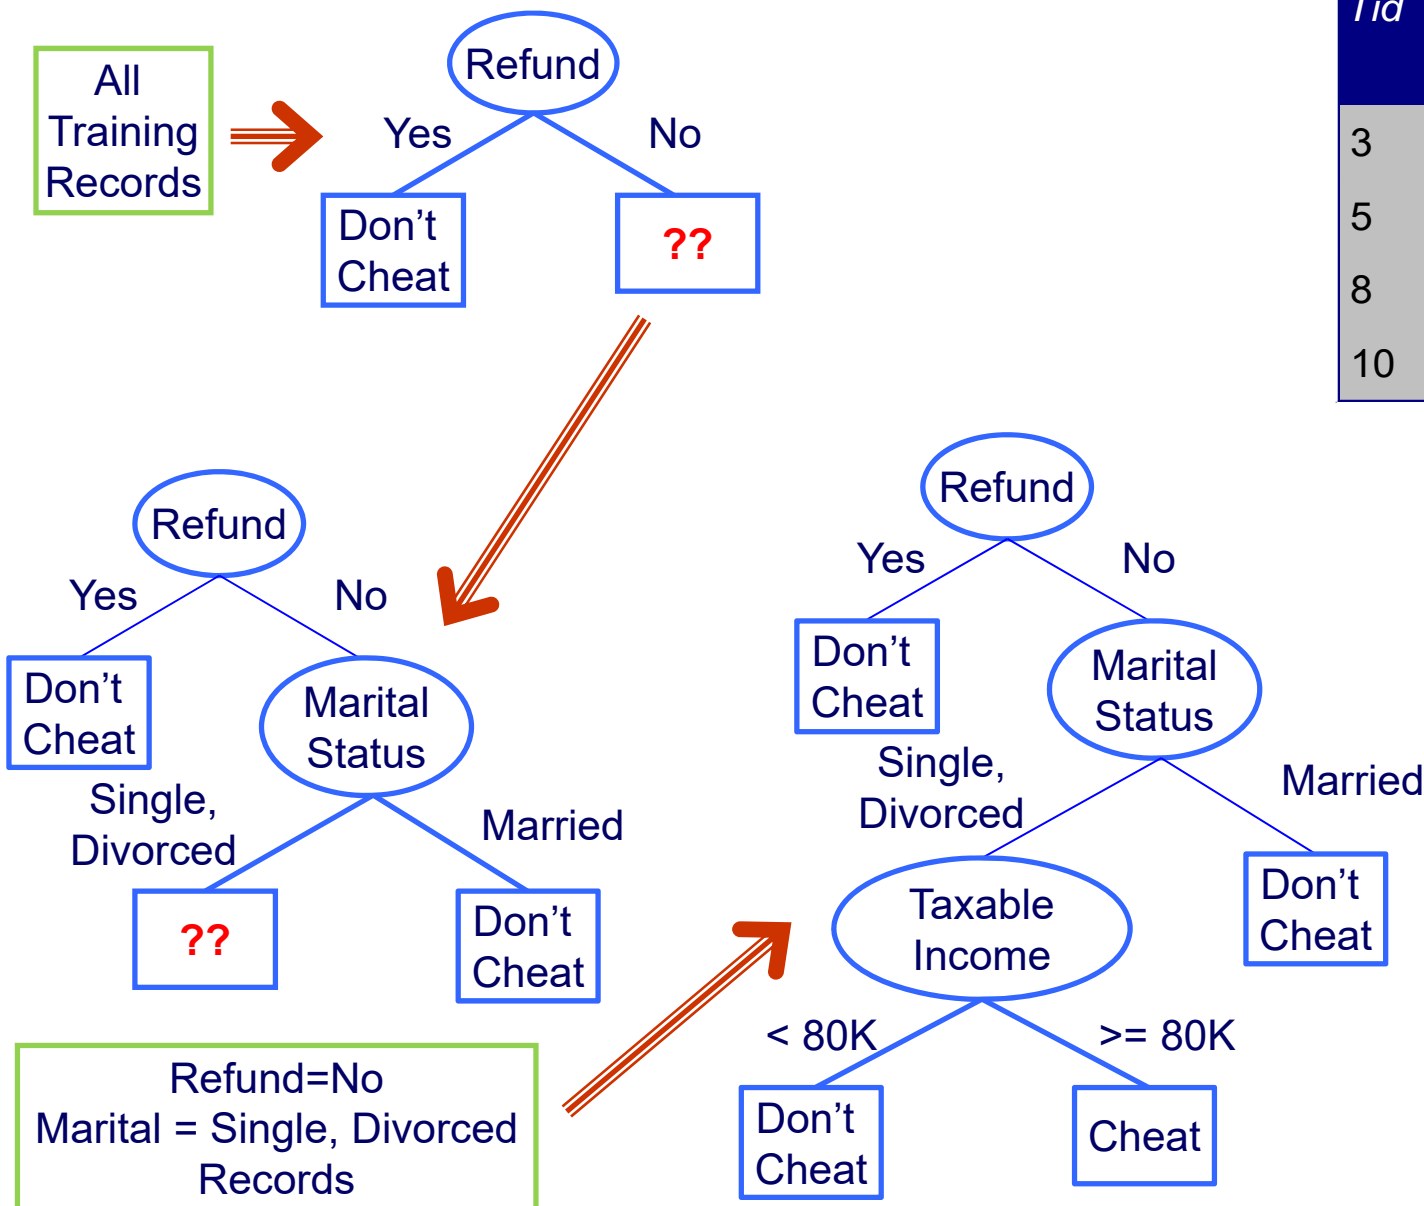 Tid
3
5
8
10
All
Training
Records
Refund
Yes
No
Don’t
Cheat
??
Refund
Yes
No
Don’t
Cheat
Marital
Status
Single,
Divorced
Married
??
Don’t
Cheat
Refund=No
Marital = Single, Divorced
Records
Refund
Yes
No
Don’t
Cheat
Marital
Status
Single,
Divorced
Married
Taxable
Income
Don’t
Cheat
< 80K
>= 80K
Don’t
Cheat
Cheat